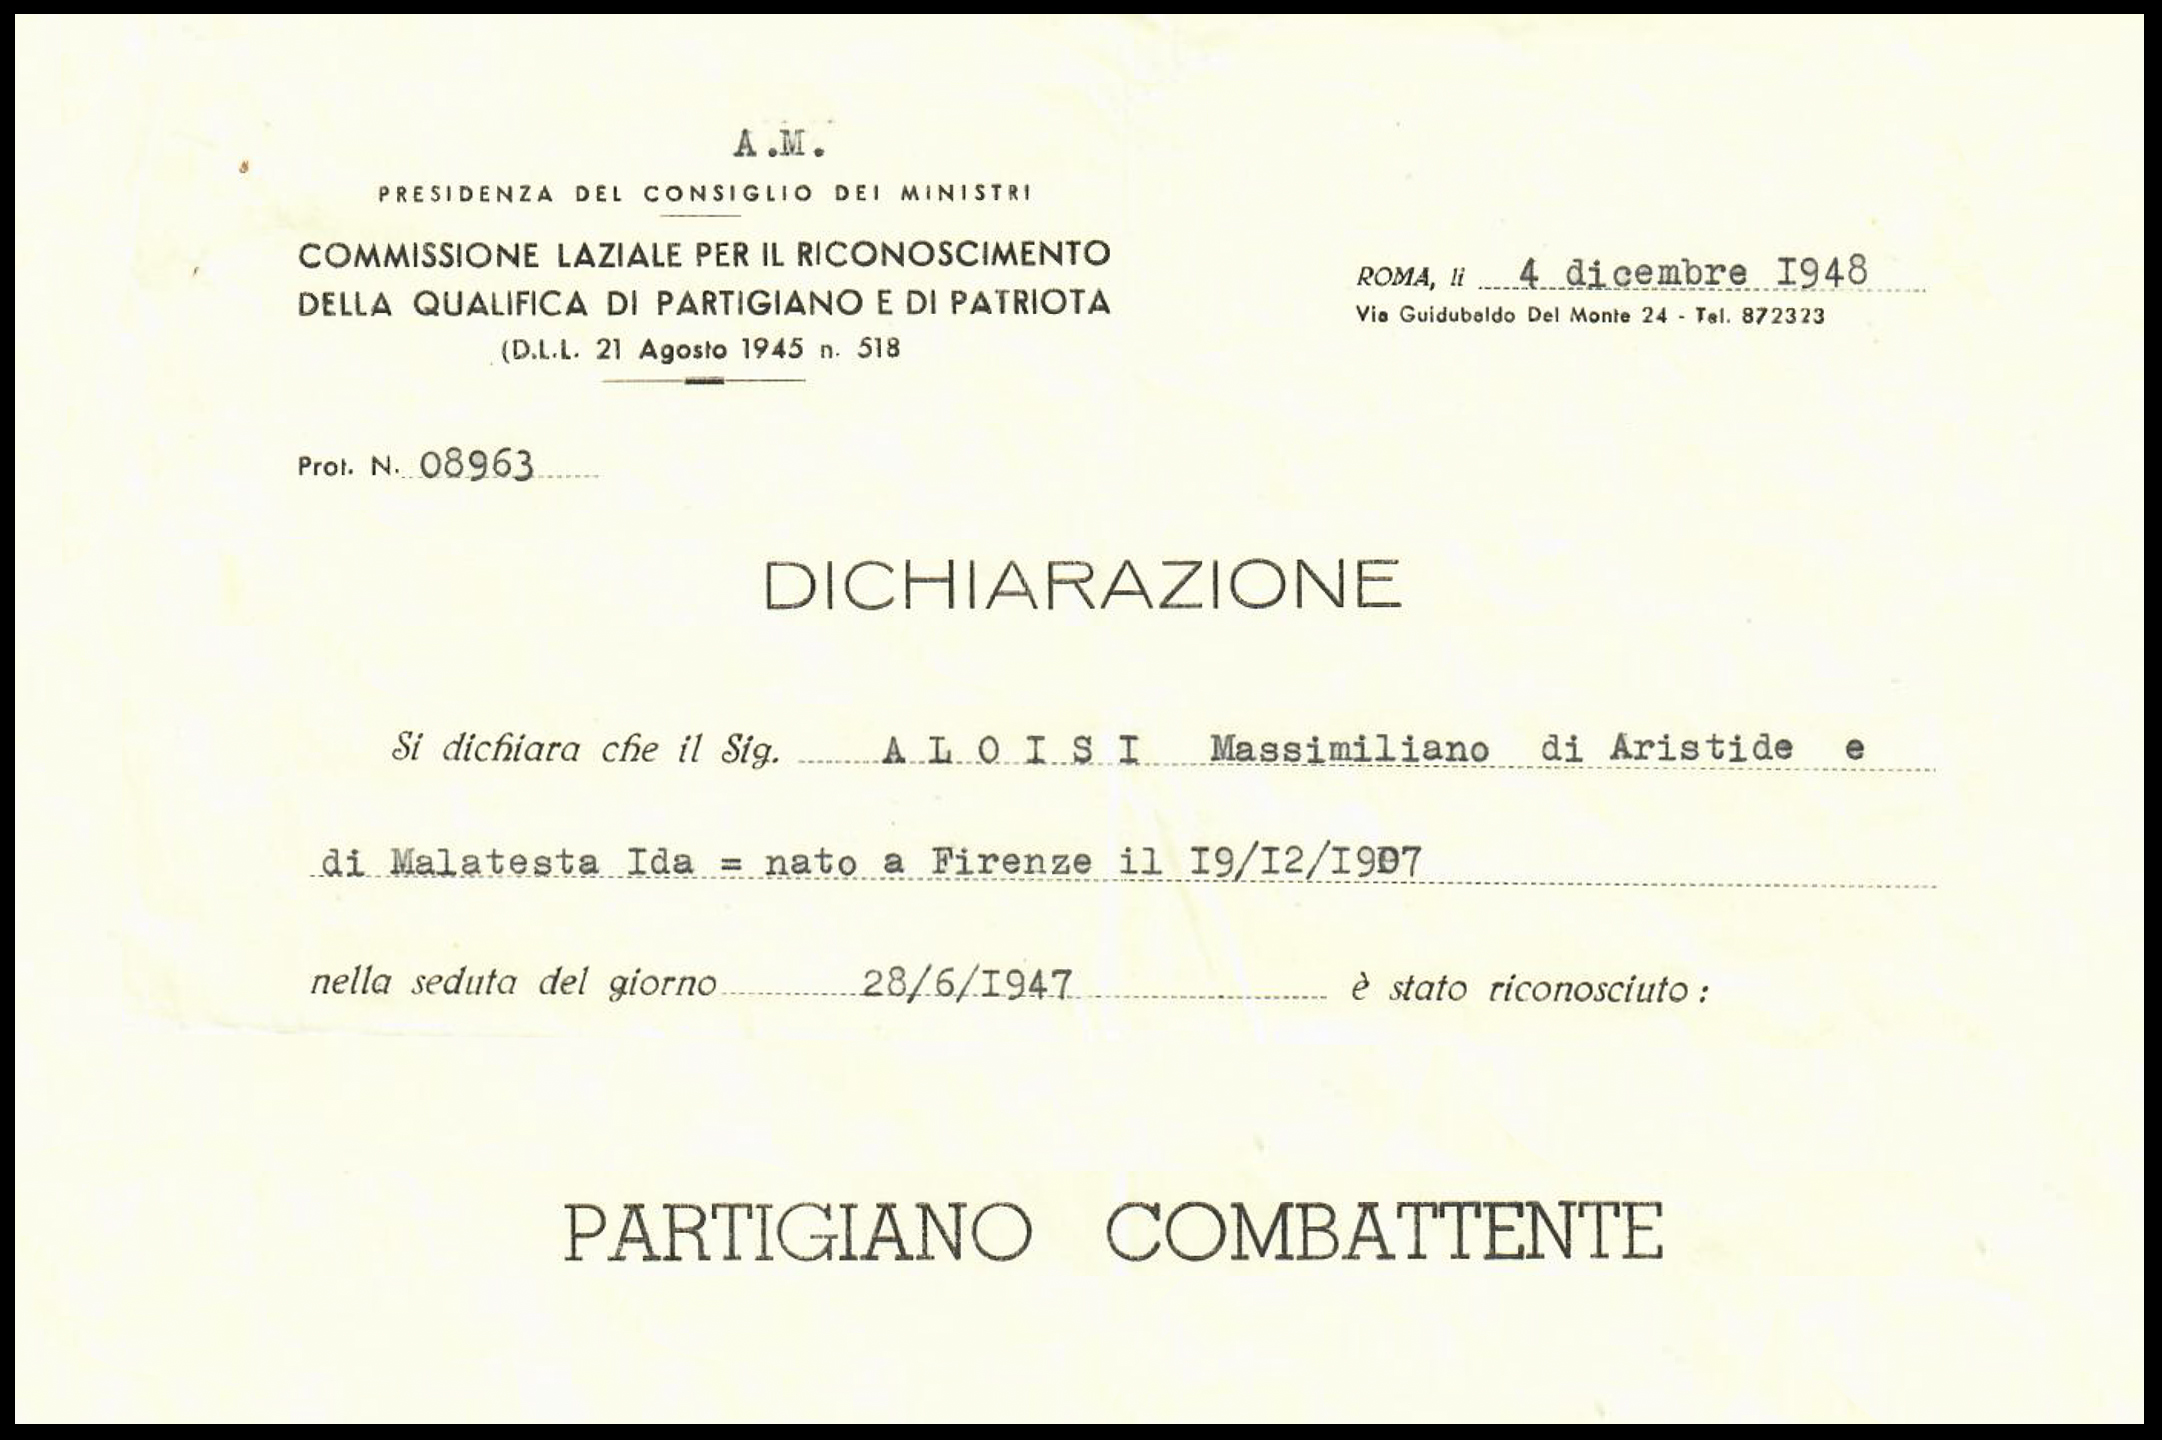 A.M.
PRESIDENZA DEL CONSIGLIO DEI MINISTRI
COMMISSIONE LAZIALE PER IL RICONOSCIMENTO
DELLA QUALIFICA DI PARTIGIANO E DI PATRIOTA
(D.L.L. 21 Agosto 1945 n. 518
ROMA, li 4 dicembre I948
Via Guidubaldo Del Monte 24 - Tel. 872323
Prot. N. 08963
DICHIARAZIONE
Si dichiara che il Sig. A L O I S I Massimiliano di Aristide e
di Malatesta Ida = nato a Firenze il I9/I2/I907
nella seduta del giorno 28/6/I947 è stato riconosciuto:
PARTIGIANO COMBATTENTE